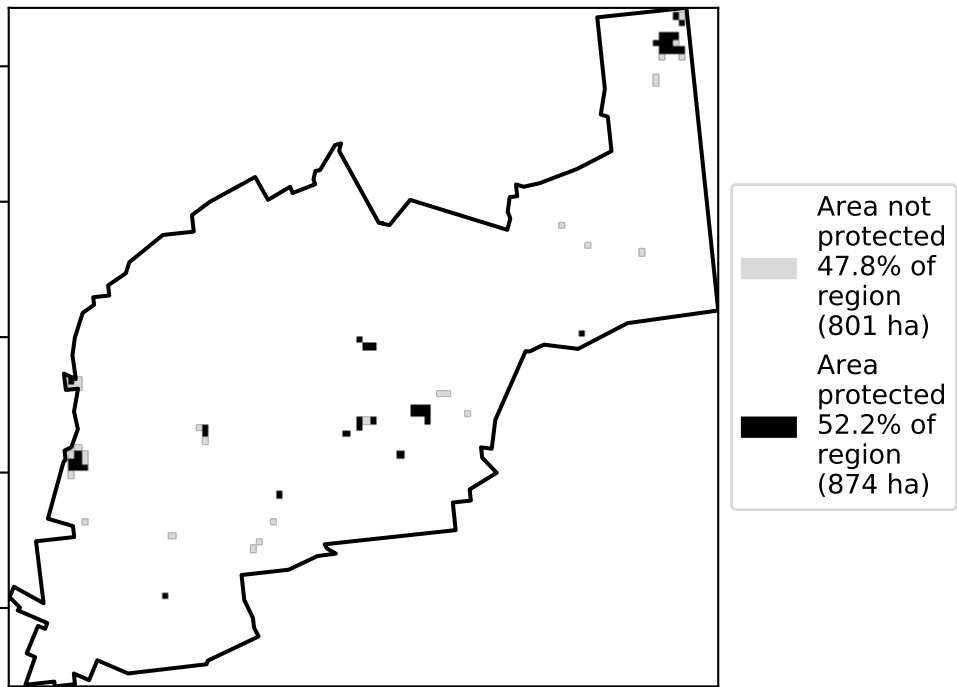 Area not
protected
47.8% of
region
(801 ha)
Area
protected
52.2% of
region
(874 ha)